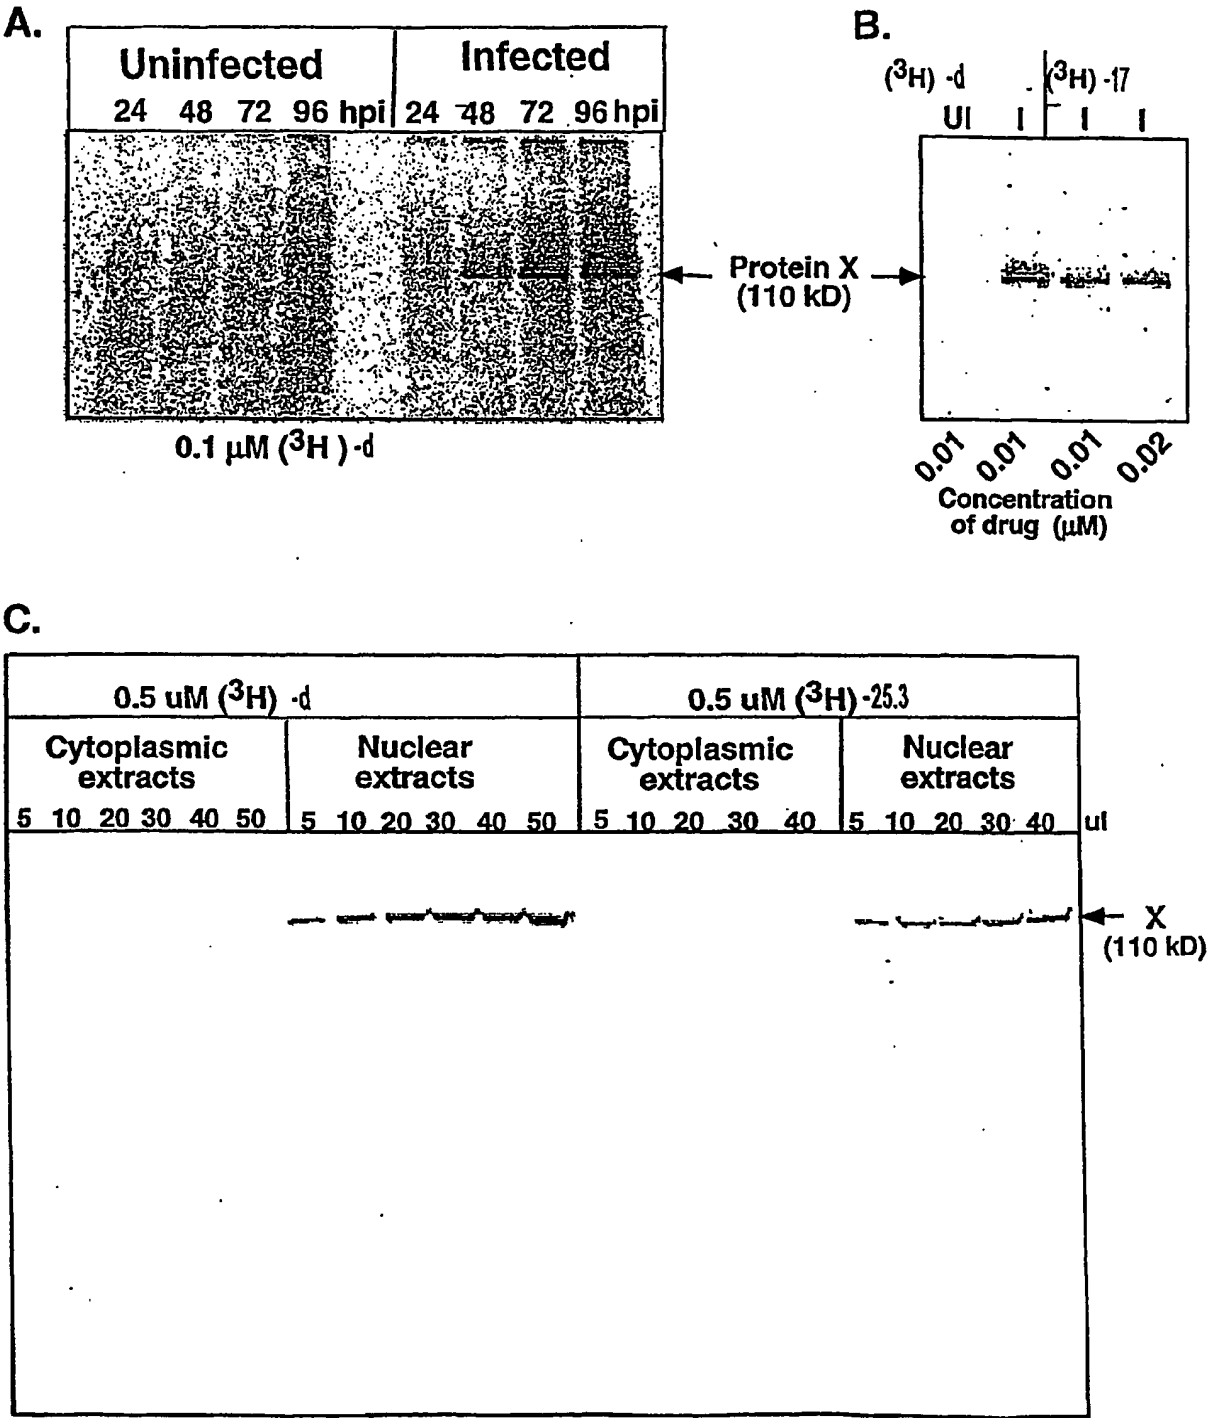 A.
Uninfected
Infected
24 48 72 96 hpi 24 48 72 96 hpi
Protein X
(110 kD)
0.1 μM (³H) -d
B.
(³H) -d (³H) -17
UI I I I
0.01 0.01 0.01 0.02
Concentration
of drug (μM)
C.
0.5 uM (³H) -d
0.5 uM (³H) -25.3
Cytoplasmic
extracts
Nuclear
extracts
Cytoplasmic
extracts
Nuclear
extracts
5 10 20 30 40 50 5 10 20 30 40 50 5 10 20 30 40 5 10 20 30 40 ul
X
(110 kD)